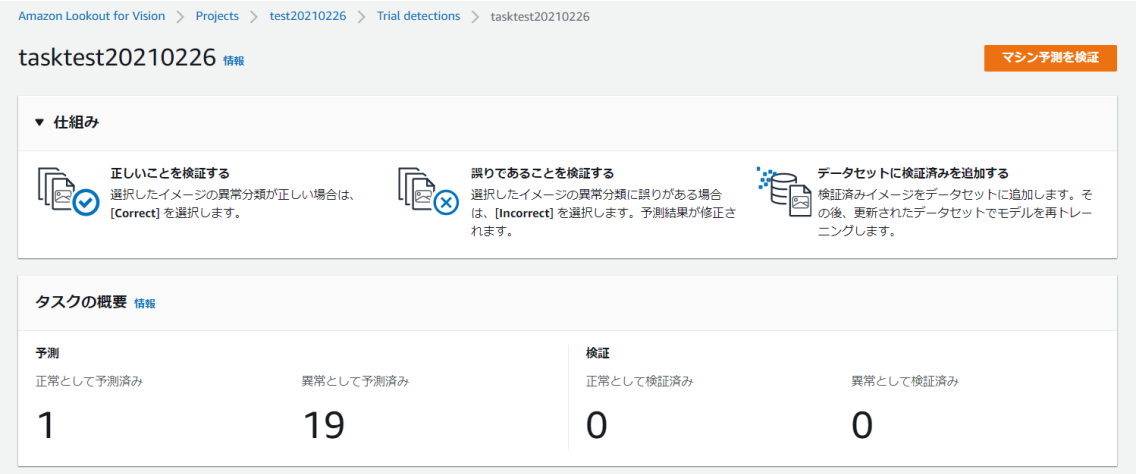 Amazon Lookout for Vision > Projects > test20210226 > Trial detections > tasktest20210226
tasktest20210226 情報
マシン予測を検証
▼ 仕組み
正しいことを検証する
選択したイメージの異常分類が正しい場合は、
[Correct] を選択します。
誤りであることを検証する
選択したイメージの異常分類に誤りがある場合
は、[Incorrect] を選択します。予測結果が修正さ
れます。
データセットに検証済みを追加する
検証済みイメージをデータセットに追加します。そ
の後、更新されたデータセットでモデルを再トレー
ニングします。
タスクの概要 情報
予測
正常として予測済み
1
異常として予測済み
19
検証
正常として検証済み
0
異常として検証済み
0